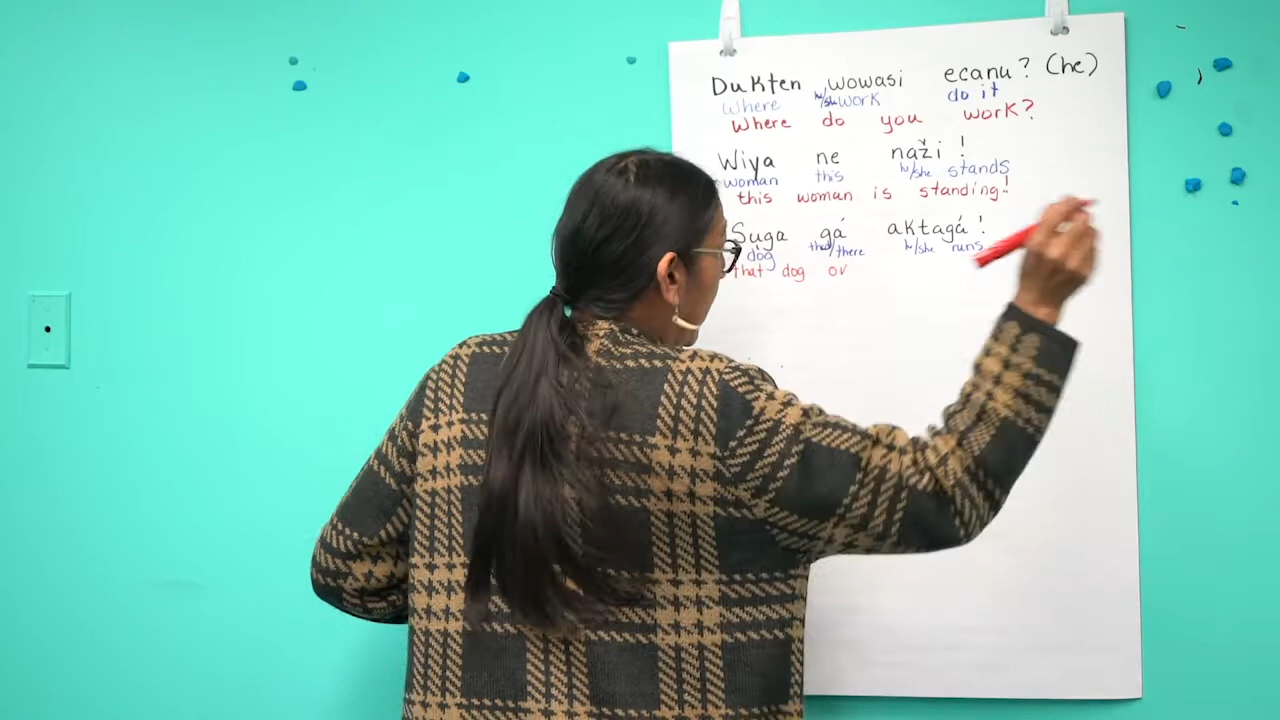 Dukten wowasi ecanu? (he)
where h/she work do it
Where do you work?
Wiya ne naži !
woman this h/she stands
this woman is standing!
Suga gá aktagá !
dog that/there h/she runs
that dog ov